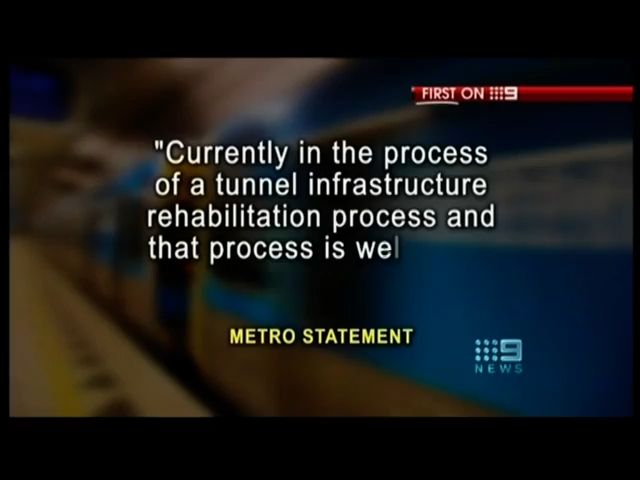 FIRST ON 9
"Currently in the process
of a tunnel infrastructure
rehabilitation process and
that process is wel
METRO STATEMENT
9
NEWS